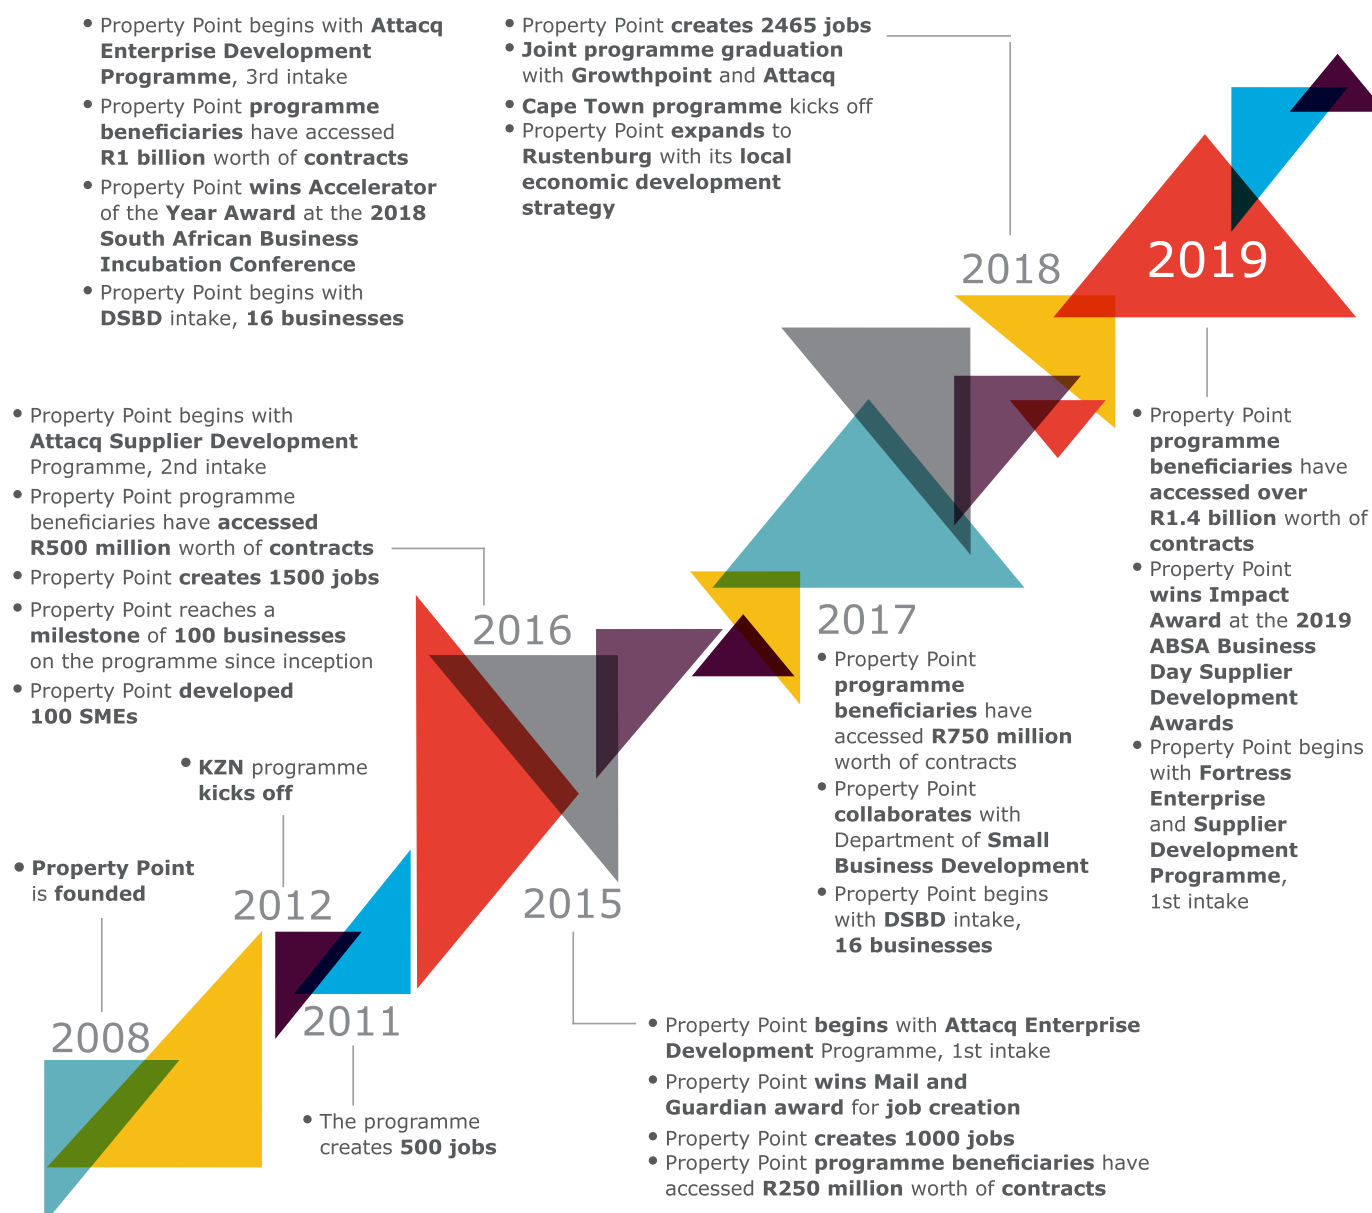 • Property Point begins with Attacq
Enterprise Development
Programme, 3rd intake
• Property Point programme
beneficiaries have accessed
R1 billion worth of contracts
• Property Point wins Accelerator
of the Year Award at the 2018
South African Business
Incubation Conference
• Property Point begins with
DSBD intake, 16 businesses
• Property Point creates 2465 jobs
• Joint programme graduation
with Growthpoint and Attacq
• Cape Town programme kicks off
• Property Point expands to
Rustenburg with its local
economic development
strategy
2018
2019
• Property Point
programme
beneficiaries have
accessed over
R1.4 billion worth of
contracts
• Property Point
wins Impact
Award at the 2019
ABSA Business
Day Supplier
Development
Awards
• Property Point begins
with Fortress
Enterprise
and Supplier
Development
Programme,
1st intake
• Property Point begins with
Attacq Supplier Development
Programme, 2nd intake
• Property Point programme
beneficiaries have accessed
R500 million worth of contracts
• Property Point creates 1500 jobs
• Property Point reaches a
milestone of 100 businesses
on the programme since inception
• Property Point developed
100 SMEs
2016
2017
• Property Point
programme
beneficiaries have
accessed R750 million
worth of contracts
• Property Point
collaborates with
Department of Small
Business Development
• Property Point begins
with DSBD intake,
16 businesses
• KZN programme
kicks off
2012
• Property Point
is founded
2008
2011
• The programme
creates 500 jobs
2015
• Property Point begins with Attacq Enterprise
Development Programme, 1st intake
• Property Point wins Mail and
Guardian award for job creation
• Property Point creates 1000 jobs
• Property Point programme beneficiaries have
accessed R250 million worth of contracts